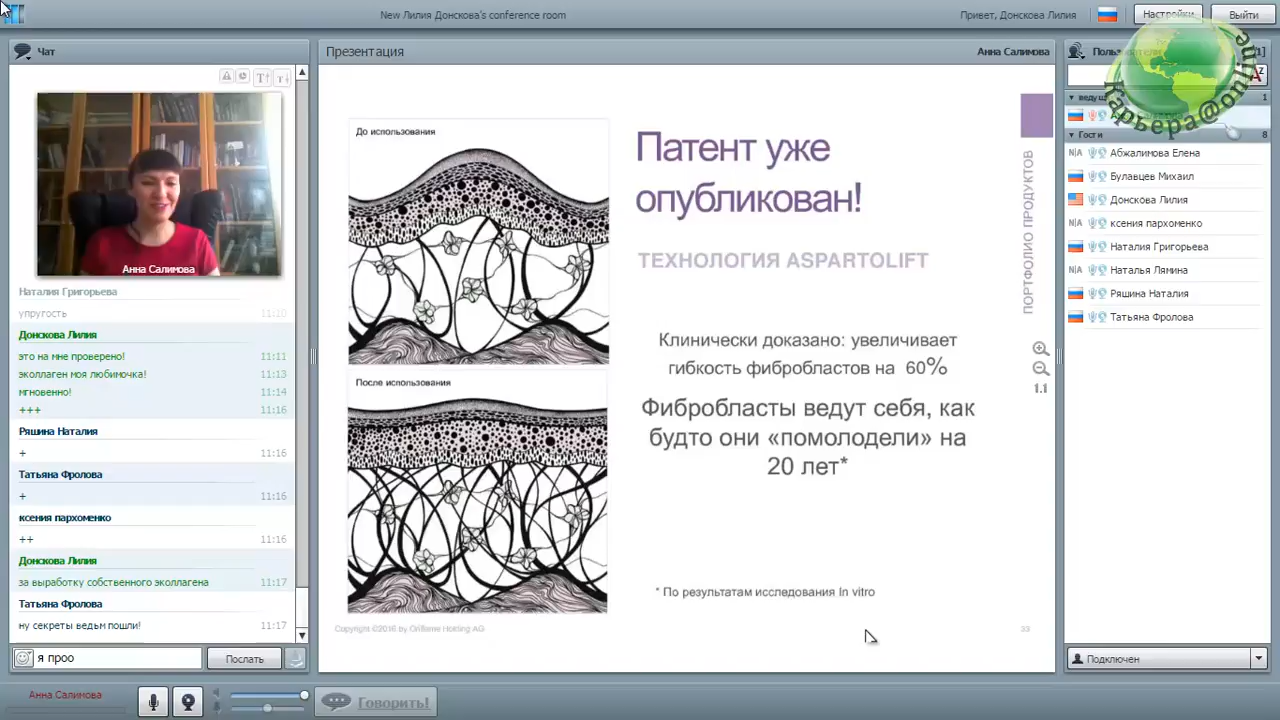 New Лилия Донскова's conference room
Привет, Донскова Лилия
Настройки
Выйти
Чат
Анна Салимова
Наталия Григорьева
упругость 11:10
Донскова Лилия
это на мне проверено! 11:11
эколлаген моя любимочка! 11:13
мгновенно! 11:14
+++ 11:16
Ряшина Наталия
+ 11:16
Татьяна Фролова
+ 11:16
ксения пархоменко
++ 11:16
Донскова Лилия
за выработку собственного эколлагена 11:17
Татьяна Фролова
ну секреты ведьм пошли! 11:17
я проо
Послать
Анна Салимова
Говорить!
Презентация
Анна Салимова
До использования
После использования
Патент уже
опубликован!
ТЕХНОЛОГИЯ ASPARTOLIFT
Клинически доказано: увеличивает
гибкость фибробластов на 60%
Фибробласты ведут себя, как
будто они «помолодели» на
20 лет*
* По результатам исследования In vitro
Copyright ©2016 by Oriflame Holding AG
33
ПОРТФОЛИО ПРОДУКТОВ
1.1
Карьера@online
Гости 8
N|A Абжалимова Елена
Булавцев Михаил
Донскова Лилия
N|A ксения пархоменко
Наталия Григорьева
N|A Наталья Лямина
Ряшина Наталия
Татьяна Фролова
Подключен